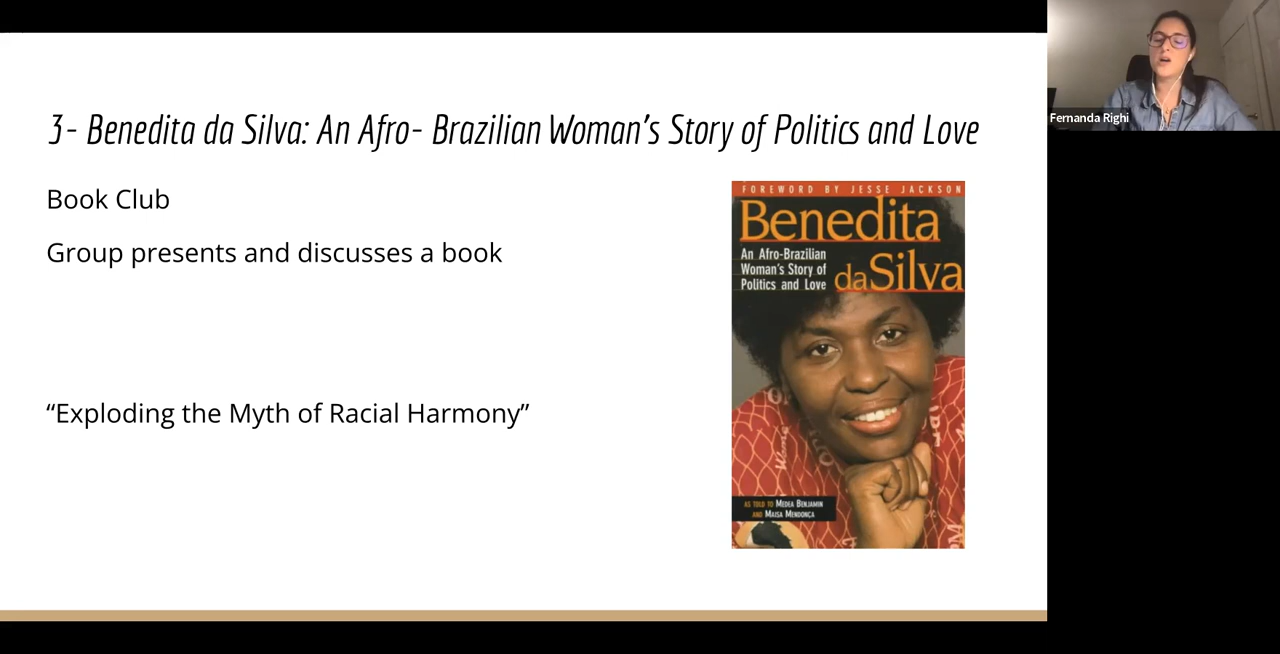 3- Benedita da Silva: An Afro- Brazilian Woman's Story of Politics and Love
Book Club
Group presents and discusses a book
“Exploding the Myth of Racial Harmony”
FOREWORD BY JESSE JACKSON
Benedita
An Afro-Brazilian
Woman's Story of
Politics and Love
daSilva
AS TOLD TO MEDEA BENJAMIN
AND MAISA MENDONÇA
Fernanda Righi